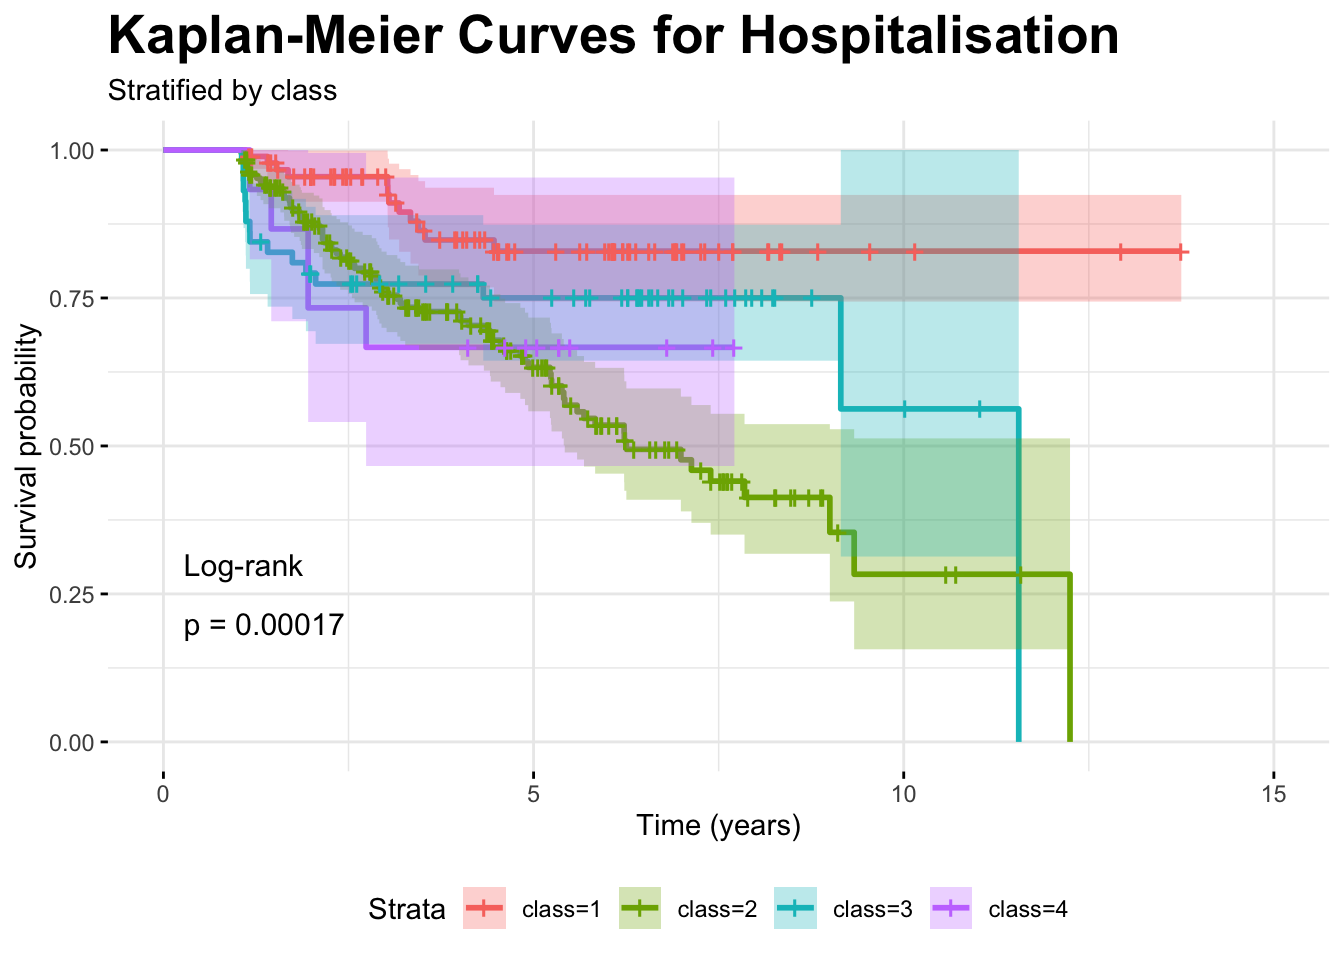 Kaplan-Meier Curves for Hospitalisation
Stratified by class
Survival probability
1.00
0.75
0.50
0.25
0.00
Log-rank
p = 0.00017
0 5 10 15
Time (years)
Strata class=1 class=2 class=3 class=4